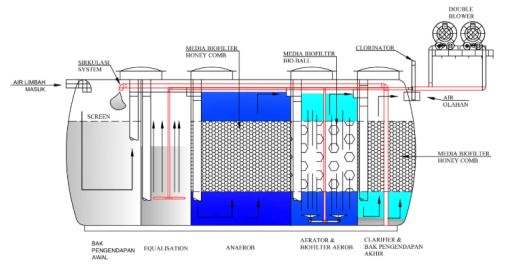 DOUBLE
BLOWER
SIRKULASI
SYSTEM
MEDIA BIOFILTER
HONEY COMB
MEDIA BIOFILTER
BIO BALL
CLORINATOR
AIR LIMBAH
MASUK
AIR
OLAHAN
SCREEN
MEDIA BIOFILTER
HONEY COMB
BAK
PENGENDAPAN
AWAL
EQUALISATION
ANAEROB
AERATOR &
BIOFILTER AEROB
CLARIFIER &
BAK PENGENDAPAN
AKHIR